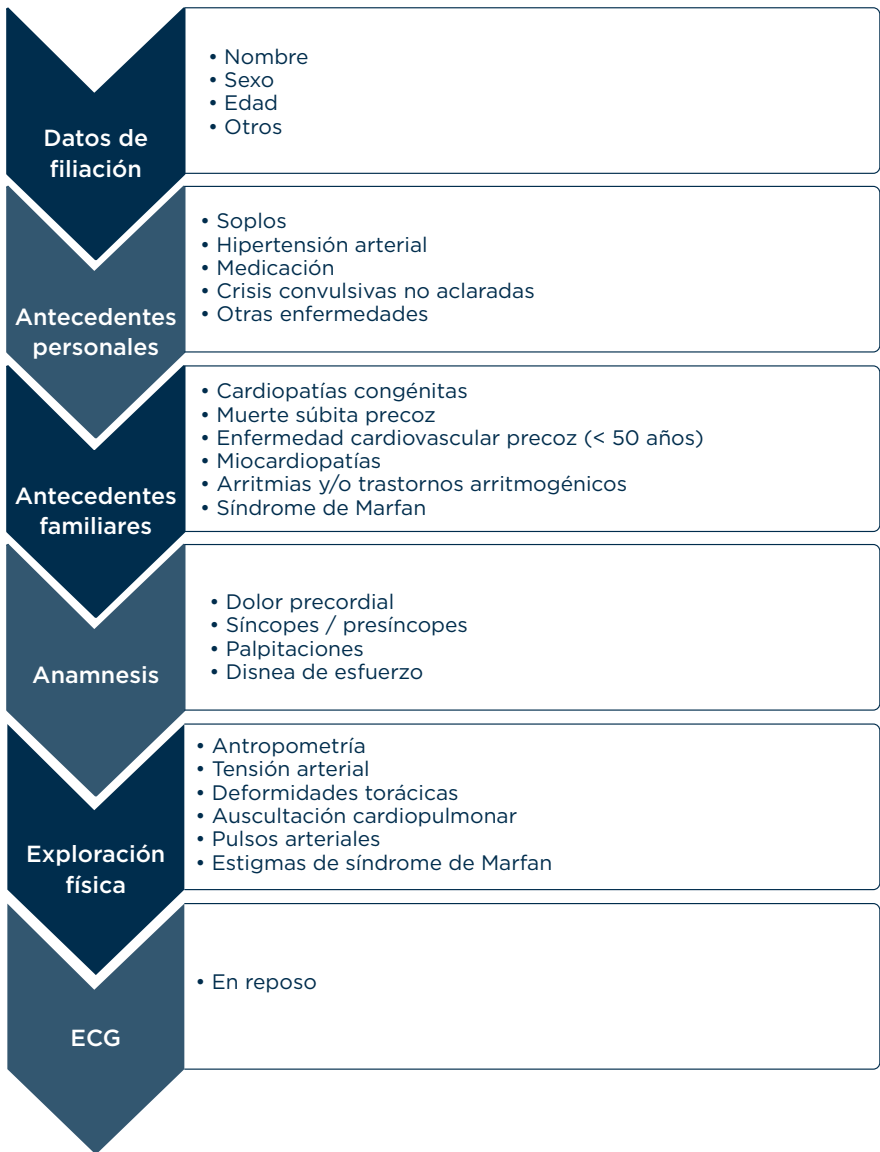 Datos de
filiación
• Nombre
• Sexo
• Edad
• Otros
Antecedentes
personales
• Soplos
• Hipertensión arterial
• Medicación
• Crisis convulsivas no aclaradas
• Otras enfermedades
Antecedentes
familiares
• Cardiopatías congénitas
• Muerte súbita precoz
• Enfermedad cardiovascular precoz (< 50 años)
• Miocardiopatías
• Arritmias y/o trastornos arritmogénicos
• Síndrome de Marfan
Anamnesis
• Dolor precordial
• Síncopes / presíncopes
• Palpitaciones
• Disnea de esfuerzo
Exploración
física
• Antropometría
• Tensión arterial
• Deformidades torácicas
• Auscultación cardiopulmonar
• Pulsos arteriales
• Estigmas de síndrome de Marfan
ECG
• En reposo